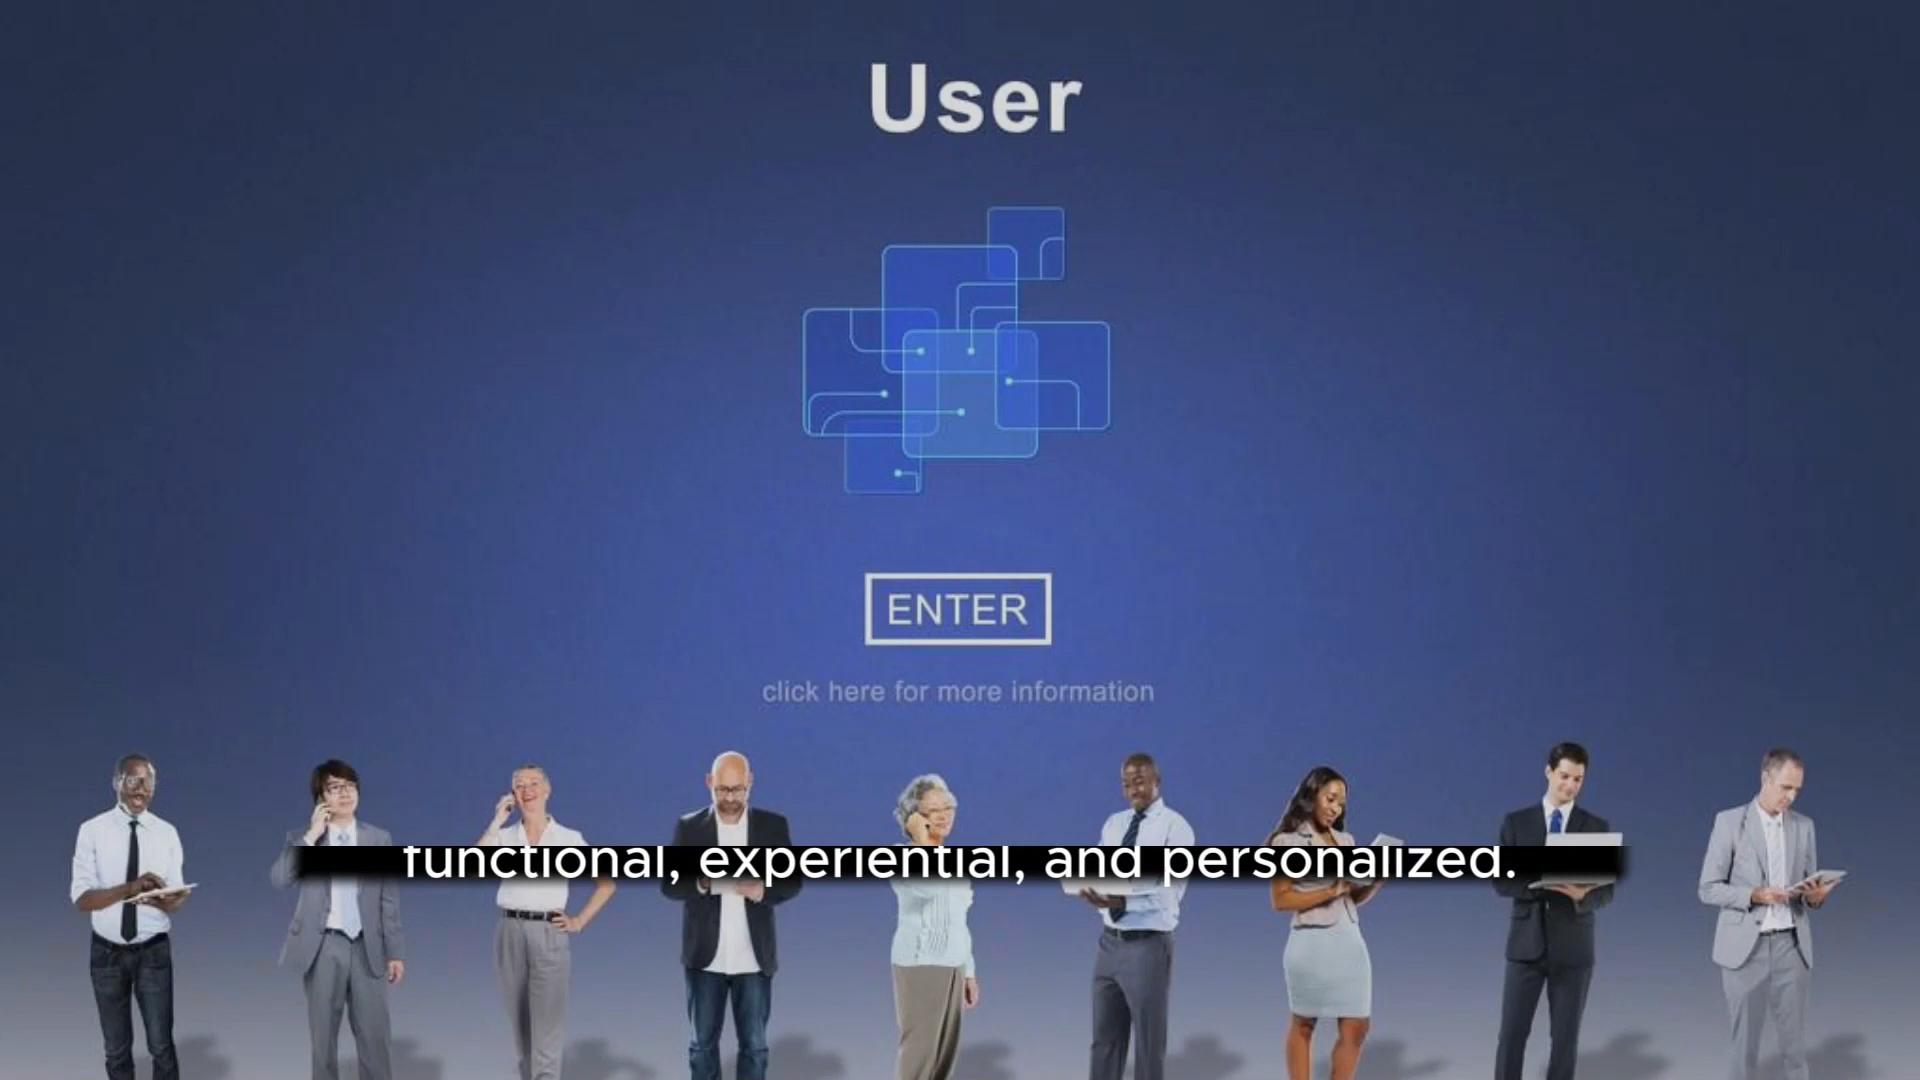 User
ENTER
click here for more information
functional, experiential, and personalized.